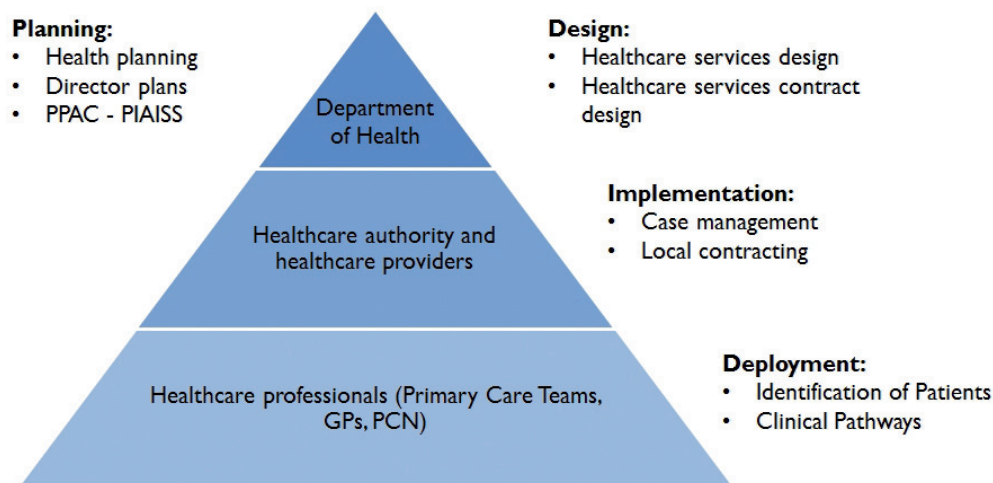 Planning:
• Health planning
• Director plans
• PPAC - PIAISS
Design:
• Healthcare services design
• Healthcare services contract
design
Department
of Health
Implementation:
• Case management
• Local contracting
Healthcare authority and
healthcare providers
Deployment:
• Identification of Patients
• Clinical Pathways
Healthcare professionals (Primary Care Teams,
GPs, PCN)